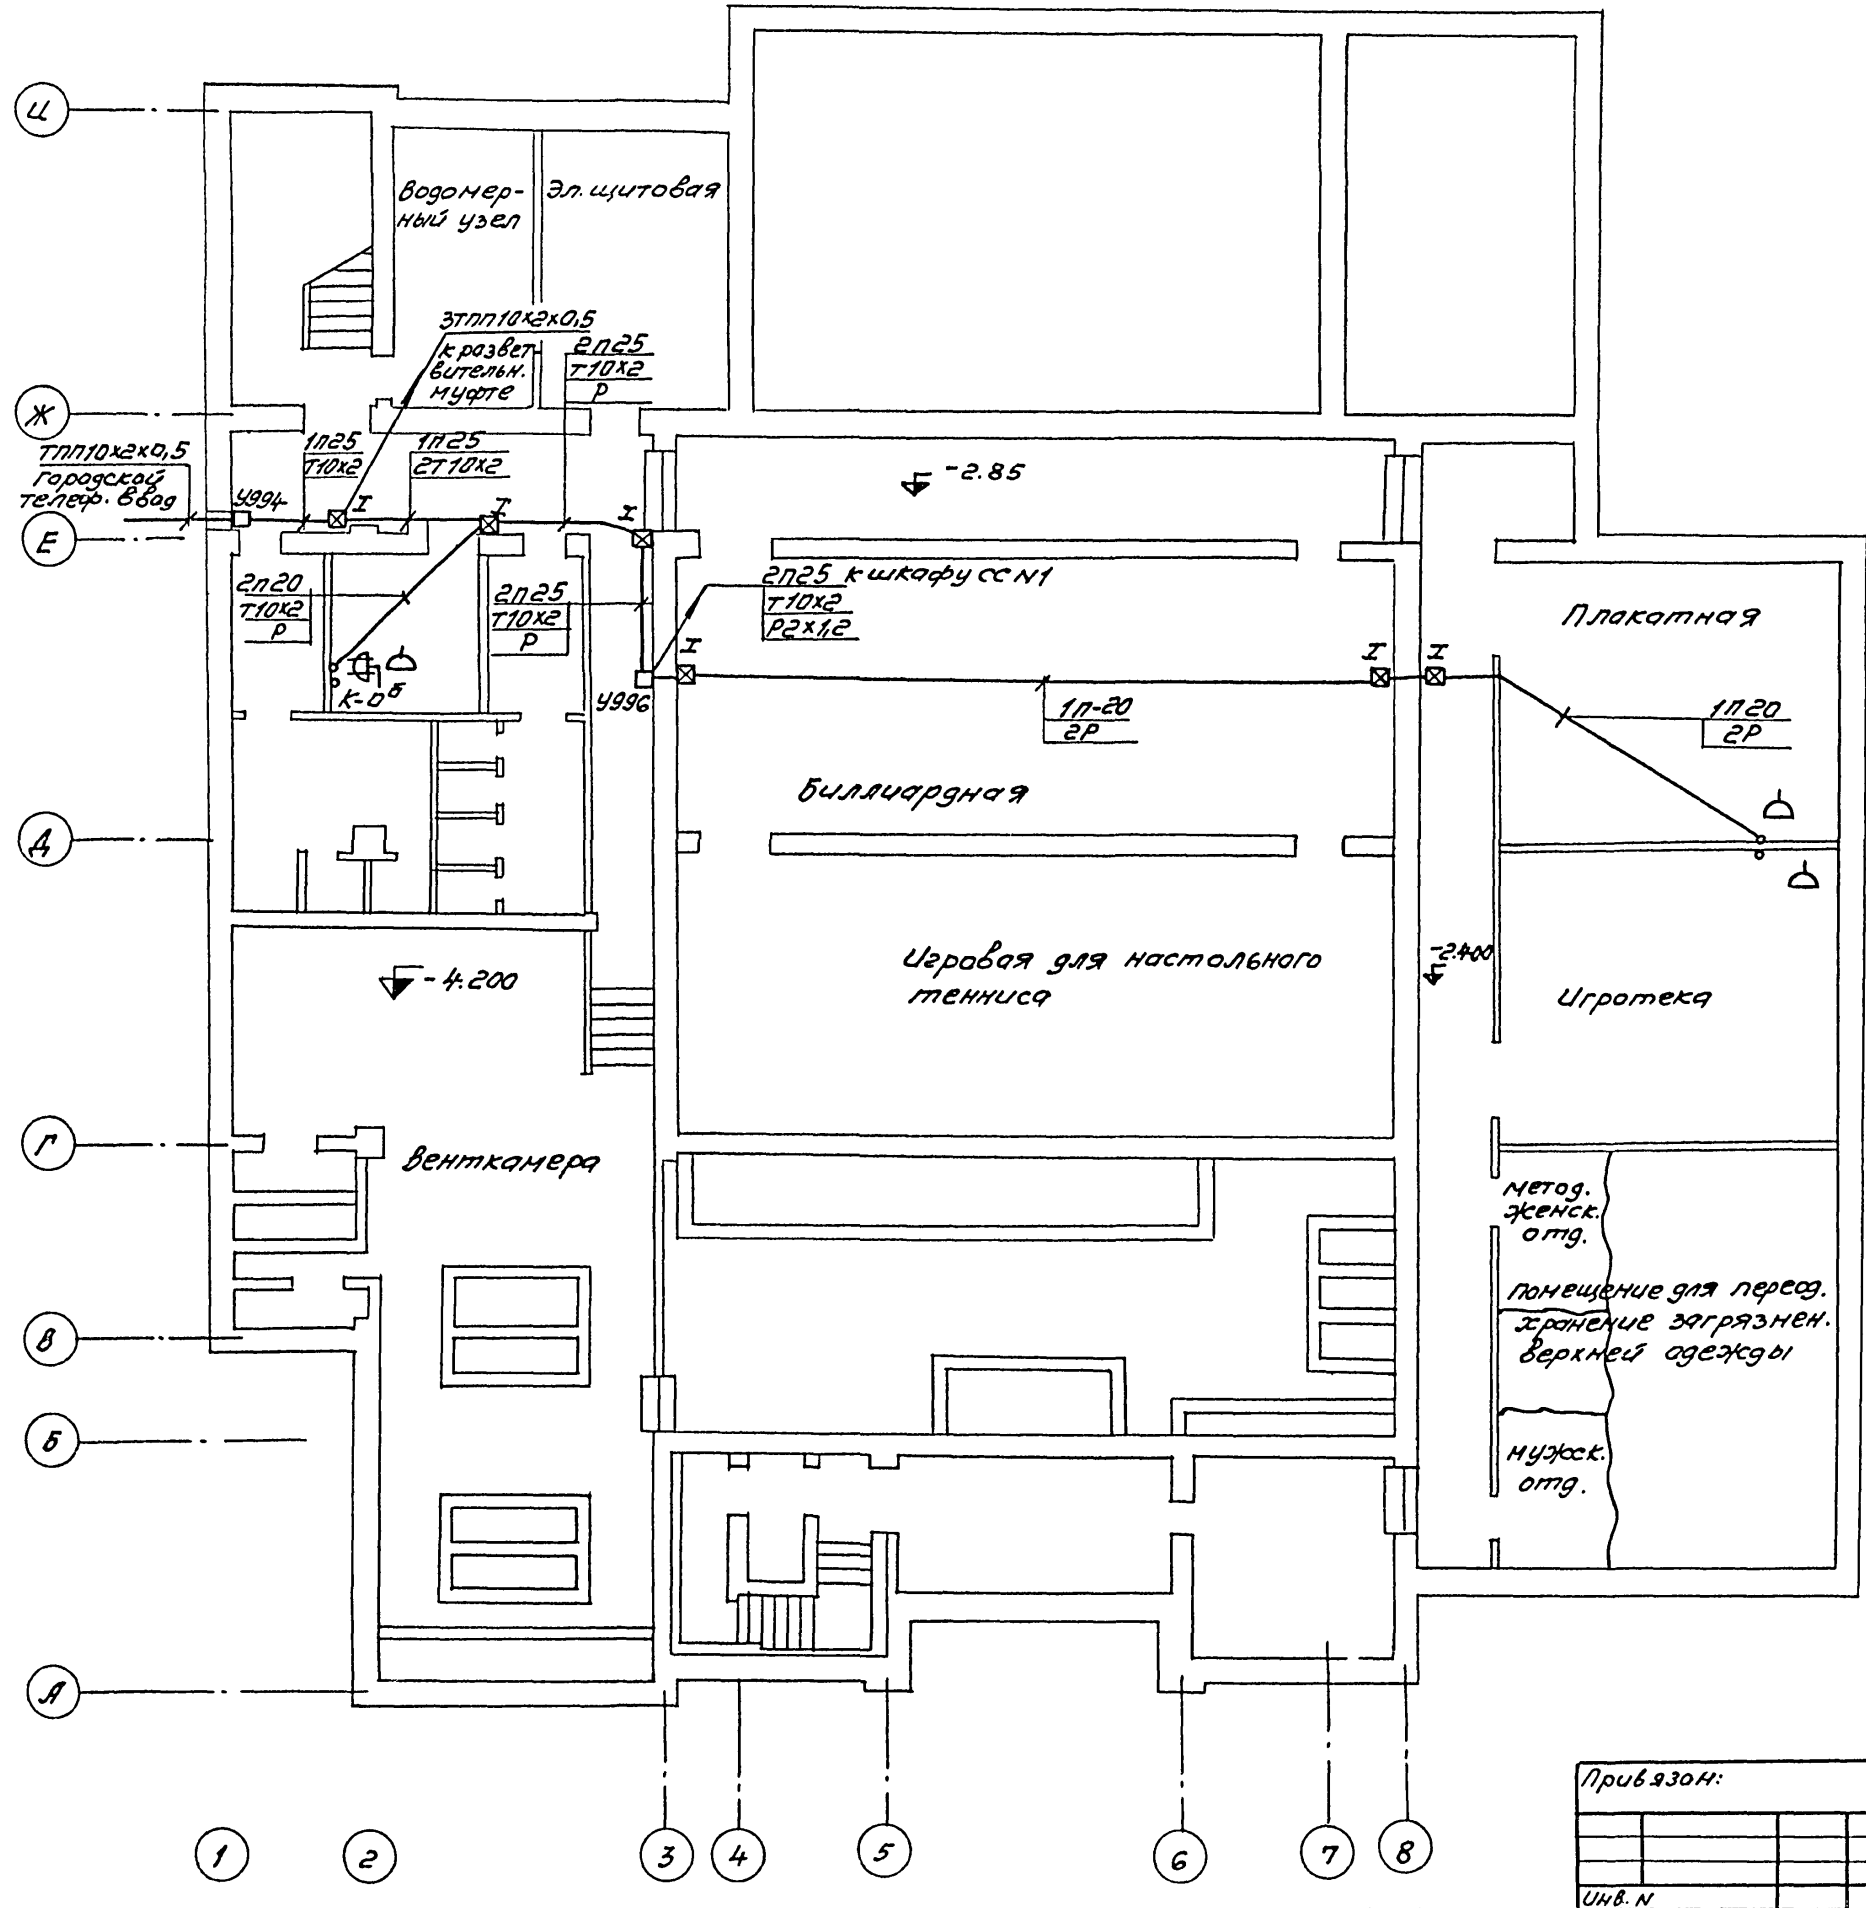 И
Водомер-
ный узел
Эл. щитовая
3ТПП10х2х0,5
к развет
вительн.
муфте
2П25
Т10х2
Р
Ж
ТПП10х2х0,5
городской
телеф. ввод
У994
1П25
Т10х2
I
1П25
2Т10х2
I
I
-2.85
Е
2П20
Т10х2
Р
К-0Б
2П25
Т10х2
Р
У996
2П25 к шкафу СС N1
Т10х2
Р2х1,2
I
I
I
Плакатная
1П-20
2Р
1П20
2Р
Биллиардная
Д
Игровая для настольного
тенниса
-4.200
-2.400
Игротека
Г
Венткамера
метод.
женск.
отд.
помещение для переод.
хранение загрязнен.
верхней одежды
В
Б
мужск.
отд.
А
Привязан:
1
2
3
4
5
6
7
8
Инв. N